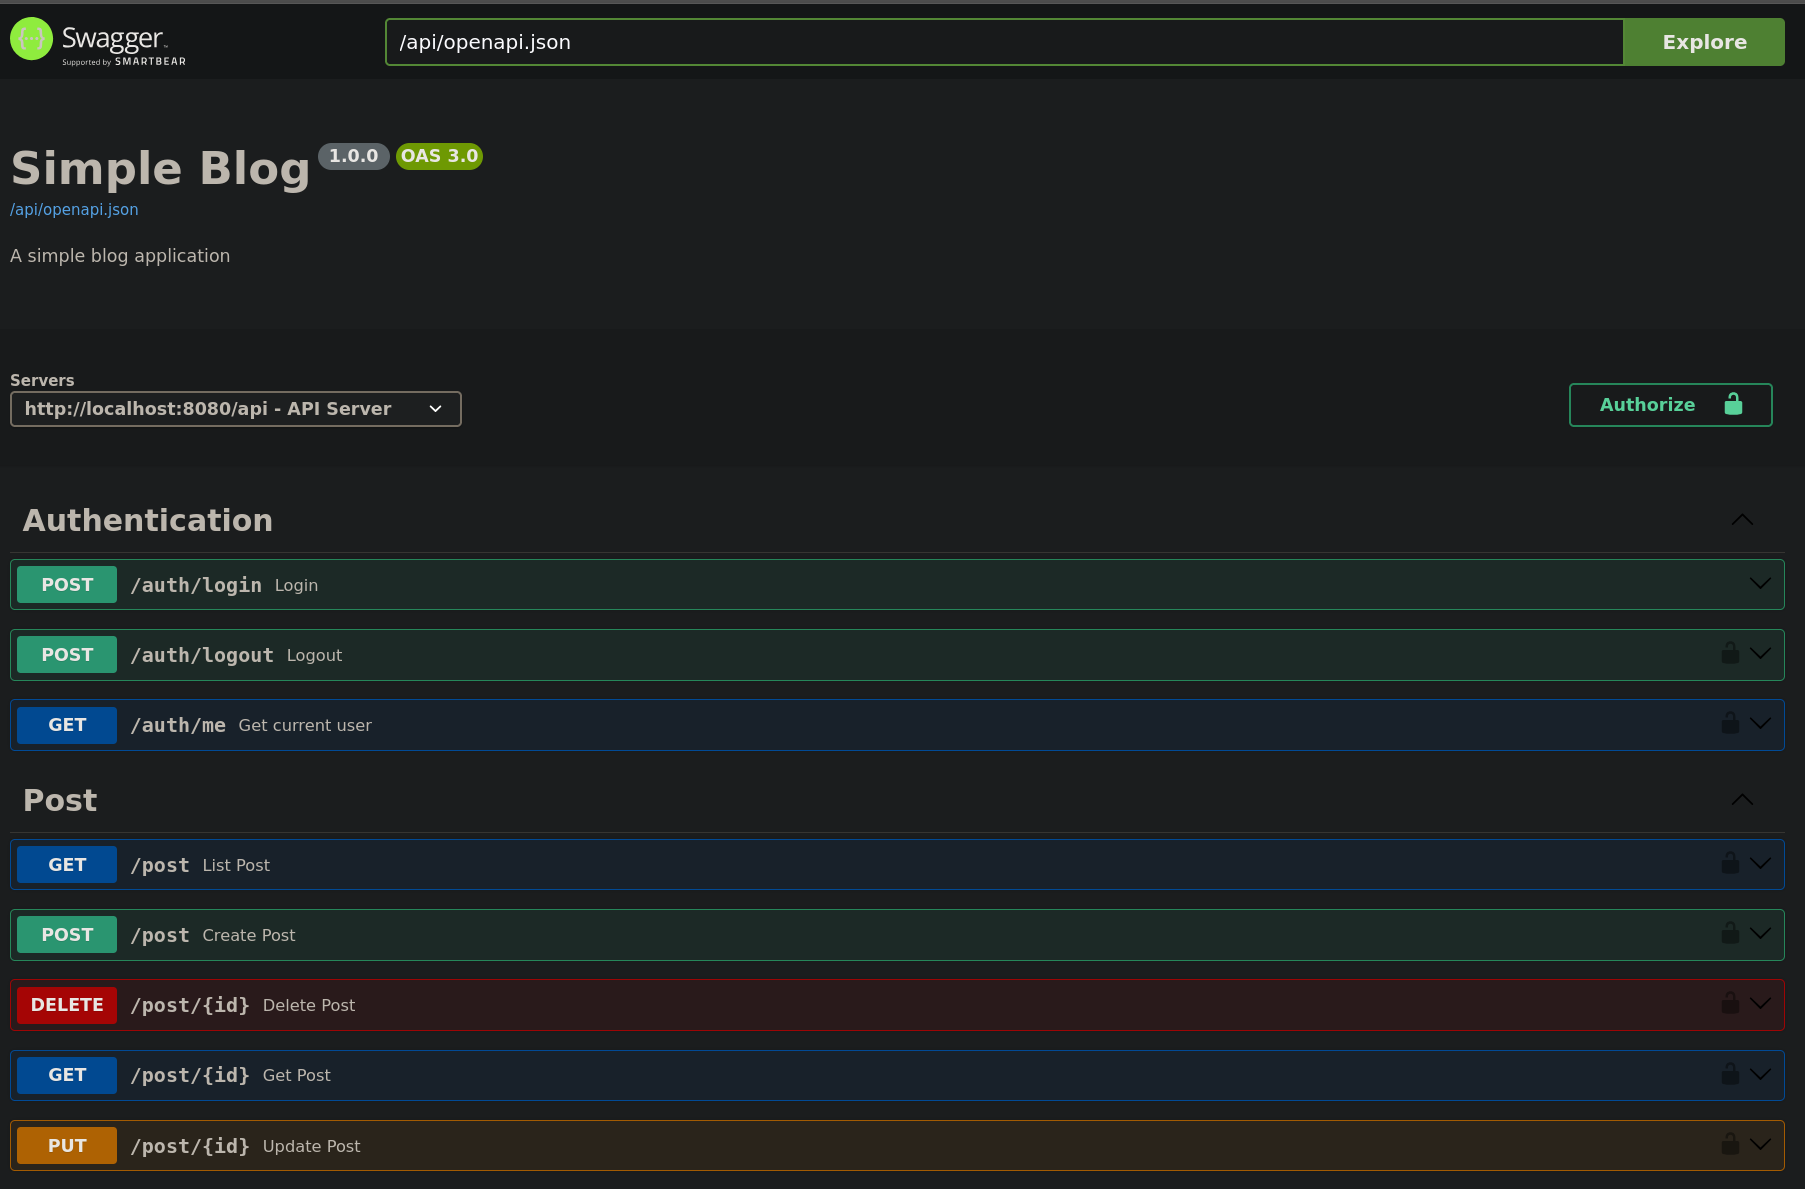 Swagger
Supported by SMARTBEAR
/api/openapi.json
Explore
Simple Blog 1.0.0 OAS 3.0
/api/openapi.json
A simple blog application
Servers
http://localhost:8080/api - API Server
Authorize
Authentication
POST /auth/login Login
POST /auth/logout Logout
GET /auth/me Get current user
Post
GET /post List Post
POST /post Create Post
DELETE /post/{id} Delete Post
GET /post/{id} Get Post
PUT /post/{id} Update Post